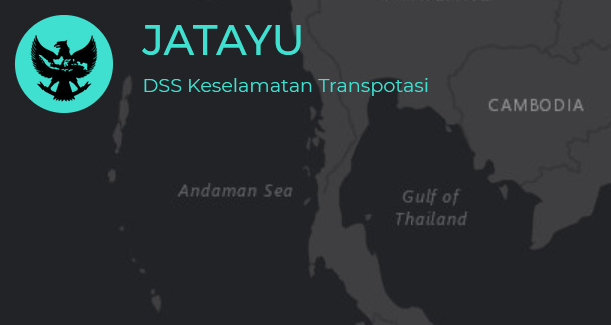 JATAYU
DSS Keselamatan Transpotasi
CAMBODIA
Andaman Sea
Gulf of
Thailand